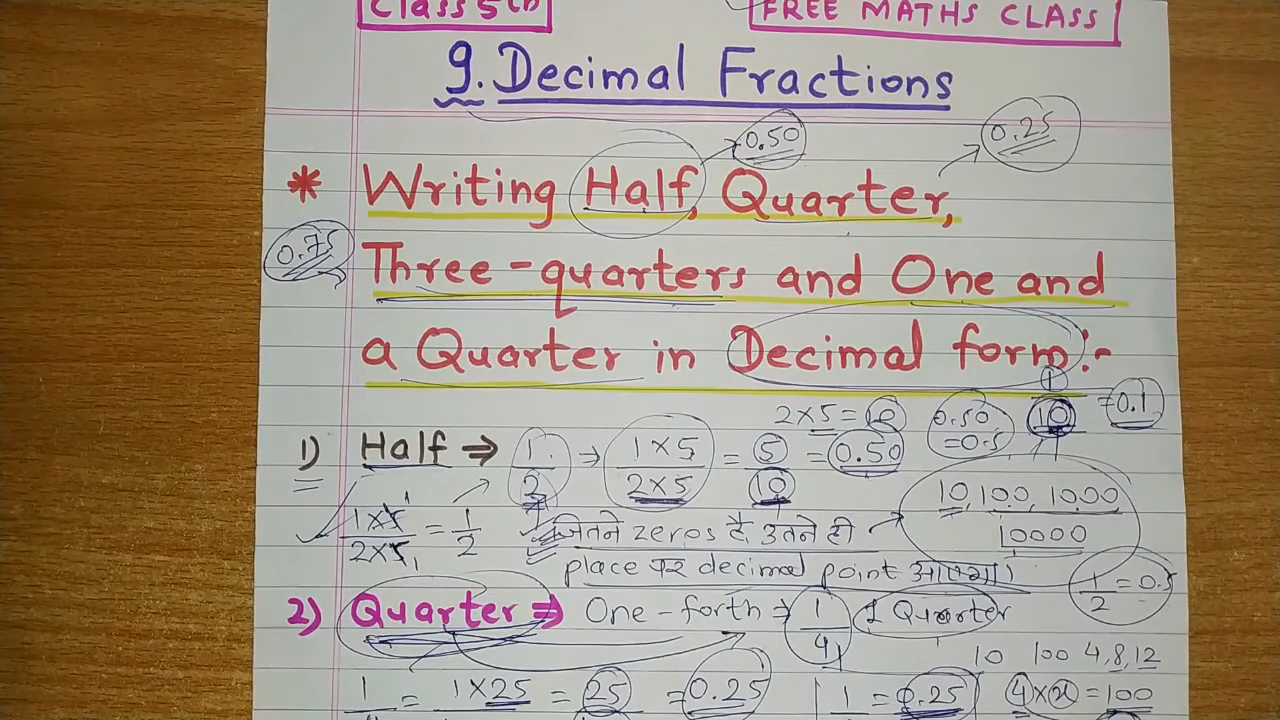 Class 5th
FREE MATHS CLASS
9. Decimal Fractions
0.50
0.25
* Writing Half, Quarter,
0.75
Three-quarters and One and
a Quarter in Decimal form:-
2×5=10 0.50 =0.5 1/10 =0.1
1) Half ⇒ 1/2 → 1×5/2×5 = 5/10 = 0.50
10, 100, 1000
10000
1×5/2×5 = 1/2
जितने zeros है, उतने ही
place पर decimal point आएगा।
1/2 = 0.5
2) Quarter ⇒ One-forth ⇒ 1/4 1 Quarter
10 100 4,8,12
1 = 1×25 = 25 = 0.25
1 = 0.25
4×x=100